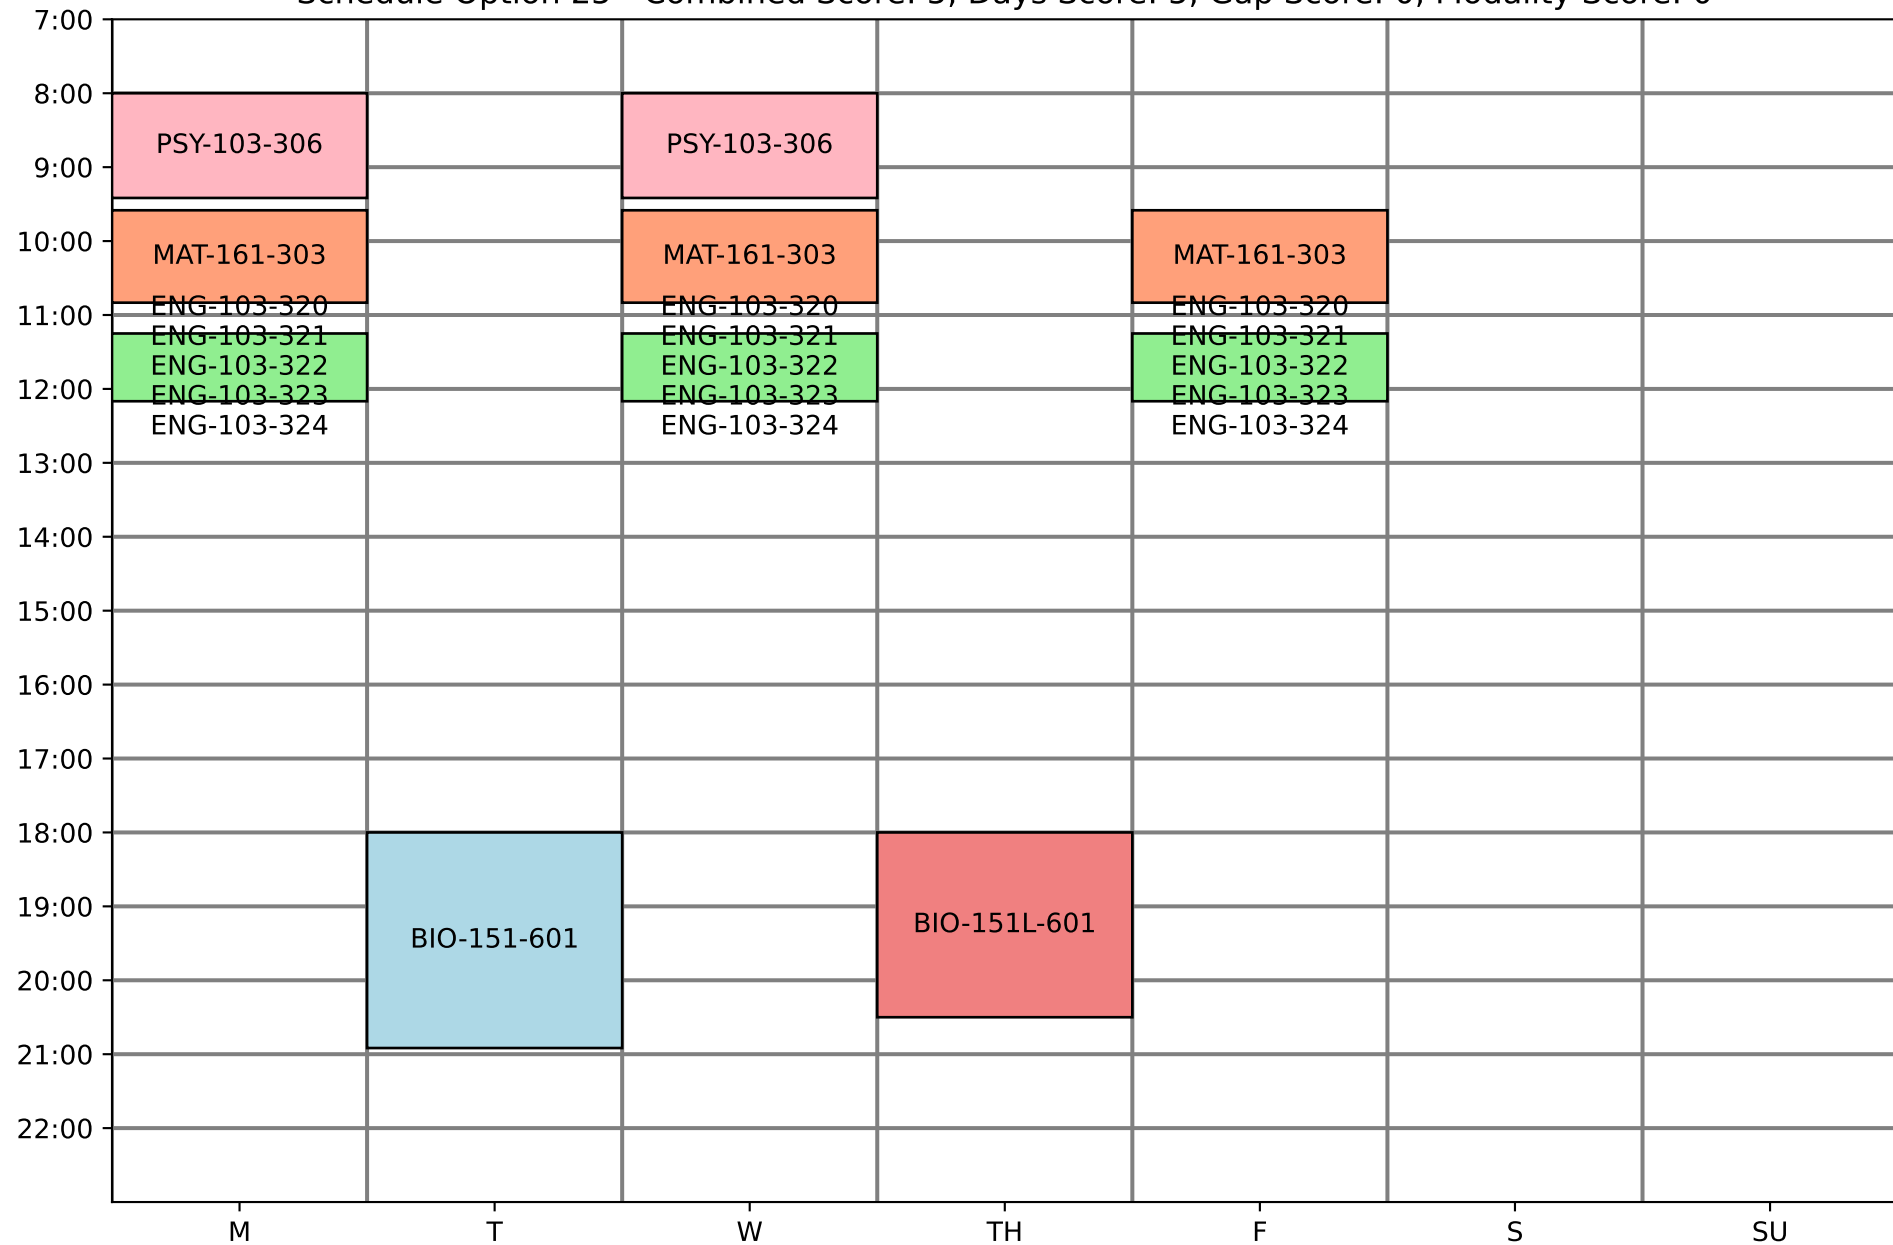 7:00
8:00
PSY-103-306 PSY-103-306
9:00
10:00
MAT-161-303 MAT-161-303 MAT-161-303
ENG-103-320 ENG-103-320 ENG-103-320
11:00
ENG-103-321 ENG-103-321 ENG-103-321
ENG-103-322 ENG-103-322 ENG-103-322
12:00
ENG-103-323 ENG-103-323 ENG-103-323
ENG-103-324 ENG-103-324 ENG-103-324
13:00
14:00
15:00
16:00
17:00
18:00
19:00
BIO-151L-601
BIO-151-601
20:00
21:00
22:00
M T W TH F S SU